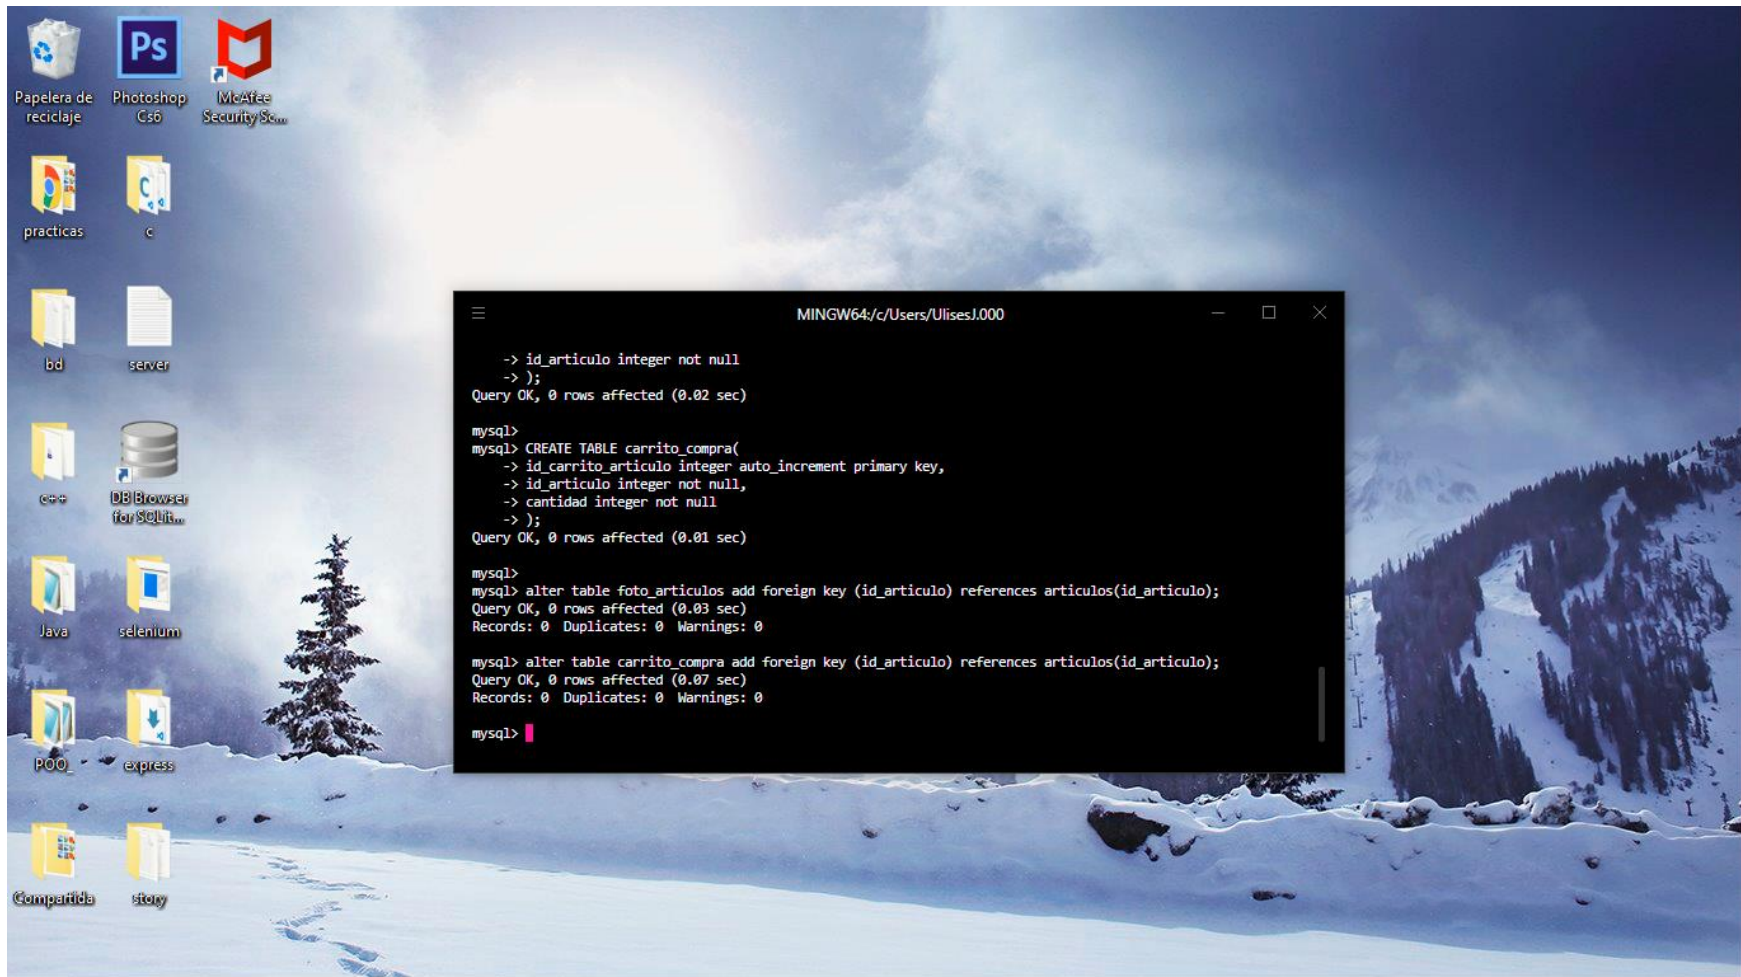 Papelera de
reciclaje
Ps
Photoshop
Cs6
McAfee
Security Sc...
practicas
C
c
bd
server
c++
DB Browser
for SQLit...
Java
selenium
POO_
express
Compartida
story
MINGW64:/c/Users/UlisesJ.000
-> id_articulo integer not null
-> );
Query OK, 0 rows affected (0.02 sec)
mysql>
mysql> CREATE TABLE carrito_compra(
-> id_carrito_articulo integer auto_increment primary key,
-> id_articulo integer not null,
-> cantidad integer not null
-> );
Query OK, 0 rows affected (0.01 sec)
mysql>
mysql> alter table foto_articulos add foreign key (id_articulo) references articulos(id_articulo);
Query OK, 0 rows affected (0.03 sec)
Records: 0  Duplicates: 0  Warnings: 0
mysql> alter table carrito_compra add foreign key (id_articulo) references articulos(id_articulo);
Query OK, 0 rows affected (0.07 sec)
Records: 0  Duplicates: 0  Warnings: 0
mysql>